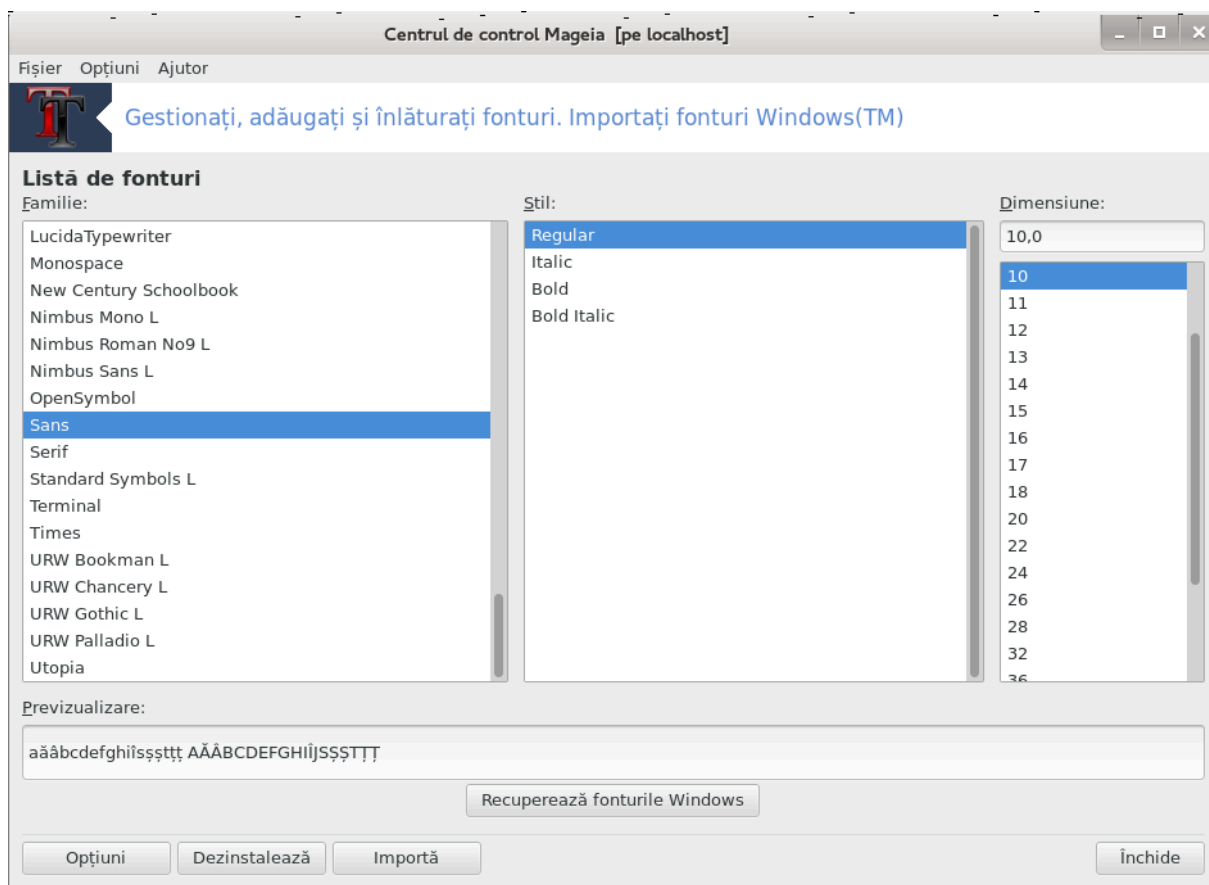 Centrul de control Mageia [pe localhost]
Fișier Opțiuni Ajutor
Gestionați, adăugați și înlăturați fonturi. Importați fonturi Windows(TM)
Listă de fonturi
Familie:
LucidaTypewriter
Monospace
New Century Schoolbook
Nimbus Mono L
Nimbus Roman No9 L
Nimbus Sans L
OpenSymbol
Sans
Serif
Standard Symbols L
Terminal
Times
URW Bookman L
URW Chancery L
URW Gothic L
URW Palladio L
Utopia
Stil:
Regular
Italic
Bold
Bold Italic
Dimensiune:
10,0
10
11
12
13
14
15
16
17
18
20
22
24
26
28
32
36
Previzualizare:
aăâbcdefghiîsșşttțţ AĂÂBCDEFGHIÎJSȘŞTȚŢ
Recuperează fonturile Windows
Opțiuni Dezinstalează Importă Închide